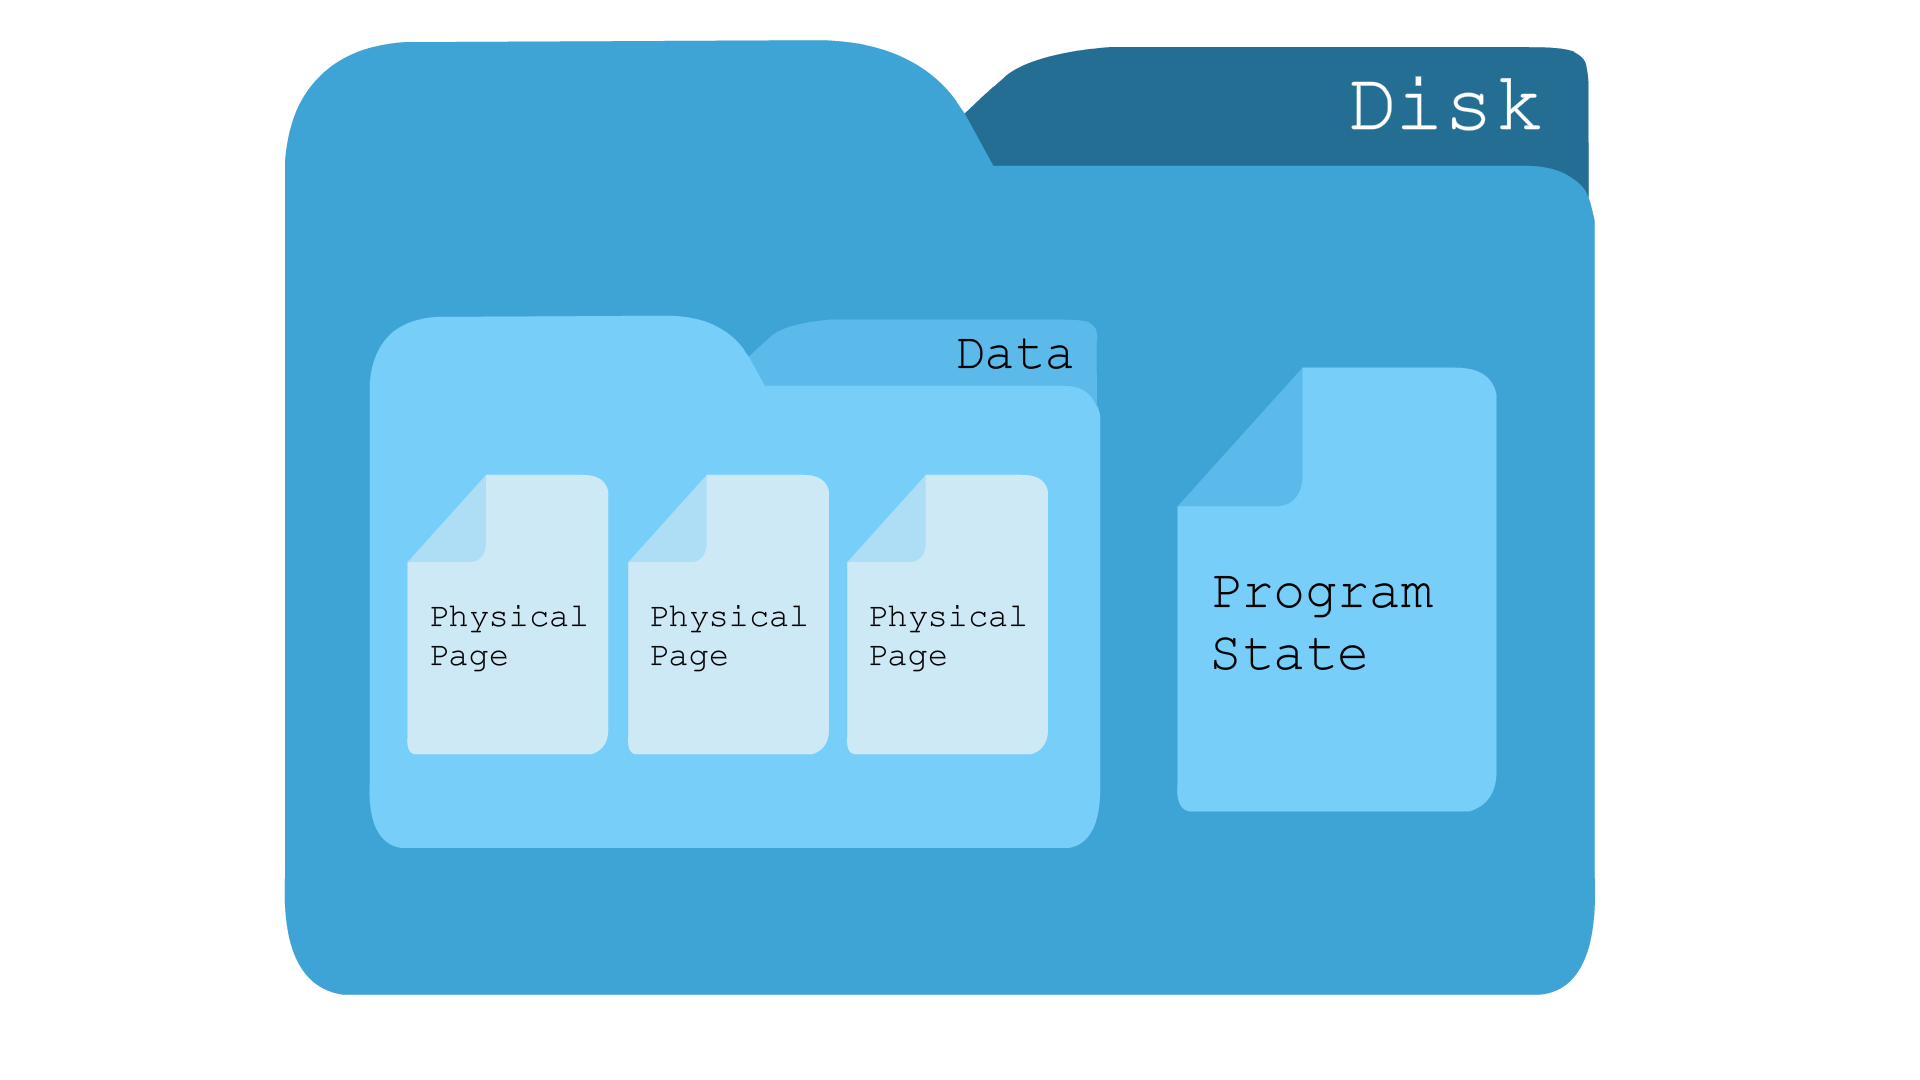 Disk
Data
Physical
Page
Physical
Page
Physical
Page
Program
State